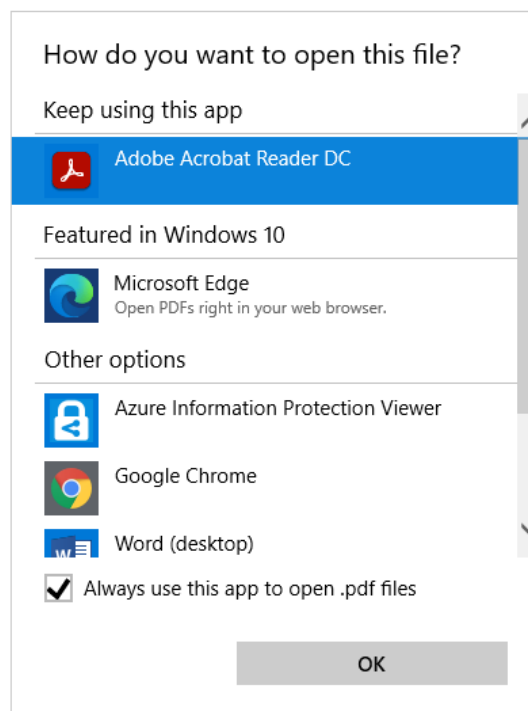 How do you want to open this file?
Keep using this app
Adobe Acrobat Reader DC
Featured in Windows 10
Microsoft Edge
Open PDFs right in your web browser.
Other options
Azure Information Protection Viewer
Google Chrome
Word (desktop)
Always use this app to open .pdf files
OK